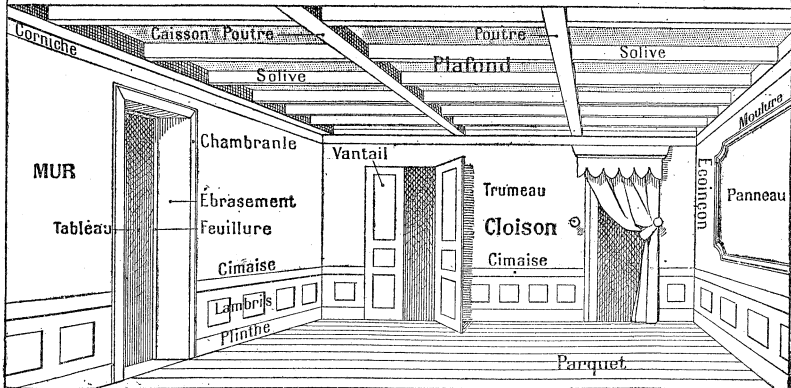 Corniche
Caisson Poutre
Poutre
Solive
Plafond
Solive
Moulure
Chambranle
Vantail
MUR
Ecoinçon
Panneau
Ébrasement
Trumeau
Tableau
Feuillure
Cloison
Cimaise
Cimaise
Lambris
Plinthe
Parquet